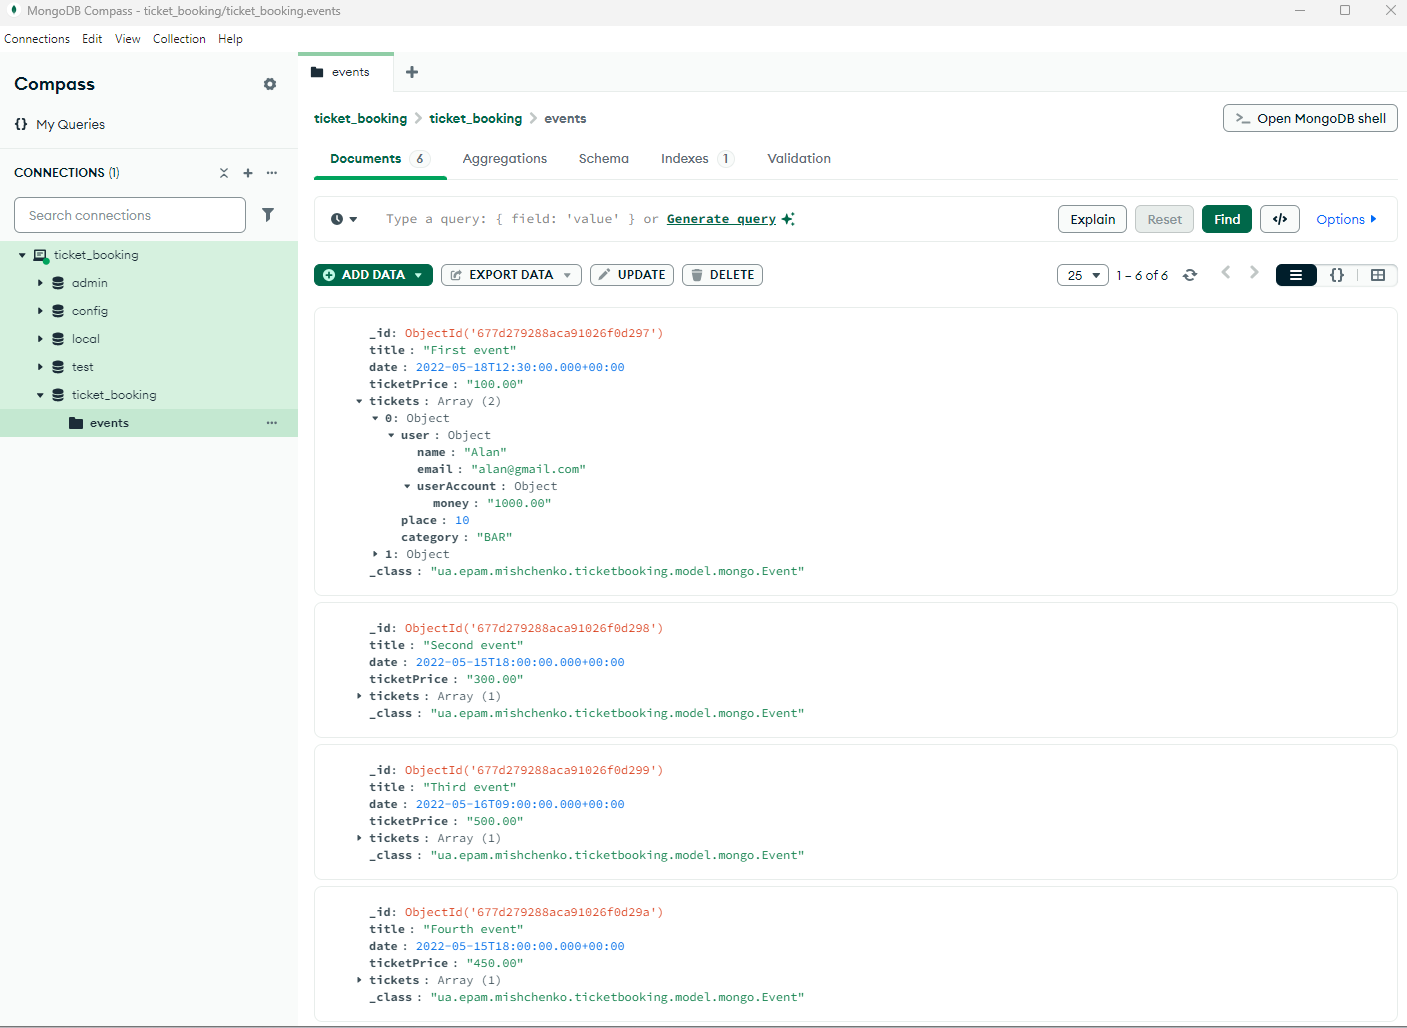 MongoDB Compass - ticket_booking/ticket_booking.events
Connections Edit View Collection Help
Compass
events
{} My Queries
ticket_booking > ticket_booking > events
>_ Open MongoDB shell
Documents 6 Aggregations Schema Indexes 1 Validation
CONNECTIONS (1)
Search connections
Type a query: { field: 'value' } or Generate query
Explain Reset Find </> Options
ticket_booking
admin
config
local
test
ticket_booking
events
ADD DATA EXPORT DATA UPDATE DELETE
25 1 – 6 of 6 {}
_id: ObjectId('677d279288aca91026f0d297')
title : "First event"
date : 2022-05-18T12:30:00.000+00:00
ticketPrice : "100.00"
tickets : Array (2)
0: Object
user : Object
name : "Alan"
email : "alan@gmail.com"
userAccount : Object
money : "1000.00"
place : 10
category : "BAR"
1: Object
_class : "ua.epam.mishchenko.ticketbooking.model.mongo.Event"
_id: ObjectId('677d279288aca91026f0d298')
title : "Second event"
date : 2022-05-15T18:00:00.000+00:00
ticketPrice : "300.00"
tickets : Array (1)
_class : "ua.epam.mishchenko.ticketbooking.model.mongo.Event"
_id: ObjectId('677d279288aca91026f0d299')
title : "Third event"
date : 2022-05-16T09:00:00.000+00:00
ticketPrice : "500.00"
tickets : Array (1)
_class : "ua.epam.mishchenko.ticketbooking.model.mongo.Event"
_id: ObjectId('677d279288aca91026f0d29a')
title : "Fourth event"
date : 2022-05-15T18:00:00.000+00:00
ticketPrice : "450.00"
tickets : Array (1)
_class : "ua.epam.mishchenko.ticketbooking.model.mongo.Event"